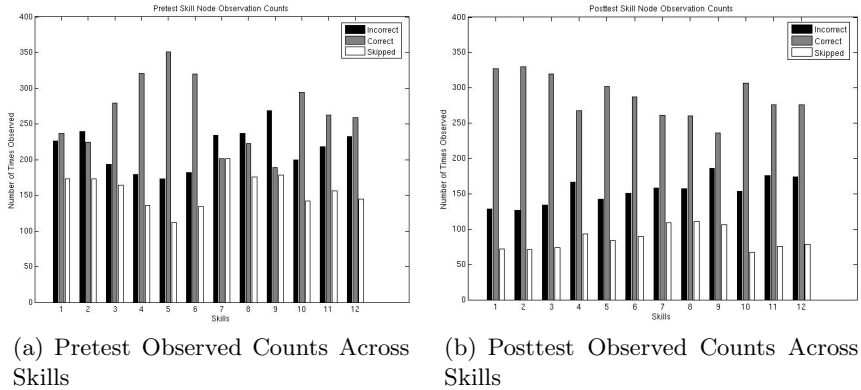 Pretest Skill Node Observation Counts
400
350
300
250
200
150
100
50
0
Number of Times Observed
Incorrect
Correct
Skipped
1 2 3 4 5 6 7 8 9 10 11 12
Skills
(a) Pretest Observed Counts Across
Skills
Posttest Skill Node Observation Counts
400
350
300
250
200
150
100
50
0
Number of Times Observed
Incorrect
Correct
Skipped
1 2 3 4 5 6 7 8 9 10 11 12
Skills
(b) Posttest Observed Counts Across
Skills